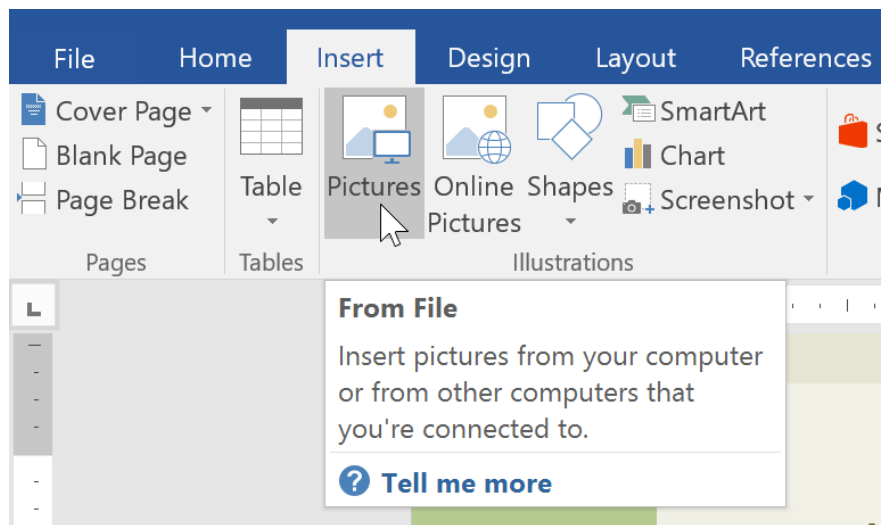 File Home Insert Design Layout References
Cover Page
Blank Page
Page Break
Pages
Table
Tables
Pictures
Online
Pictures
Shapes
SmartArt
Chart
Screenshot
Illustrations
From File
Insert pictures from your computer
or from other computers that
you're connected to.
Tell me more